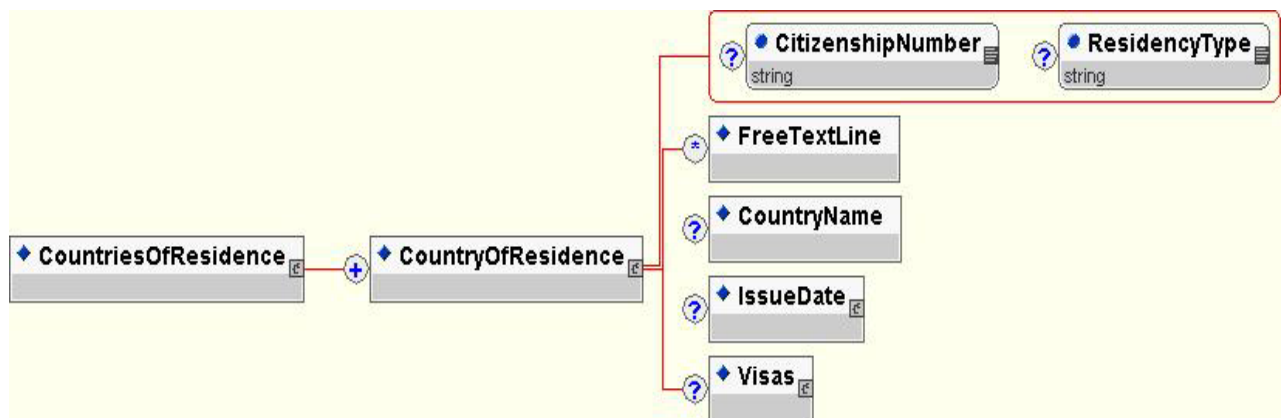 CitizenshipNumber
string
ResidencyType
string
? ?
* FreeTextLine
? CountryName
CountriesOfResidence
+ CountryOfResidence
? IssueDate
? Visas